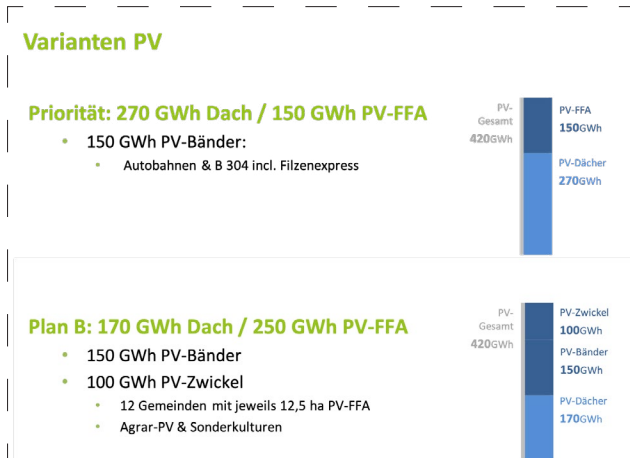 Varianten PV
Priorität: 270 GWh Dach / 150 GWh PV-FFA
150 GWh PV-Bänder:
Autobahnen & B 304 incl. Filzenexpress
PV-
Gesamt
420GWh
PV-FFA
150GWh
PV-Dächer
270GWh
Plan B: 170 GWh Dach / 250 GWh PV-FFA
150 GWh PV-Bänder
100 GWh PV-Zwickel
12 Gemeinden mit jeweils 12,5 ha PV-FFA
Agrar-PV & Sonderkulturen
PV-
Gesamt
420GWh
PV-Zwickel
100GWh
PV-Bänder
150GWh
PV-Dächer
170GWh